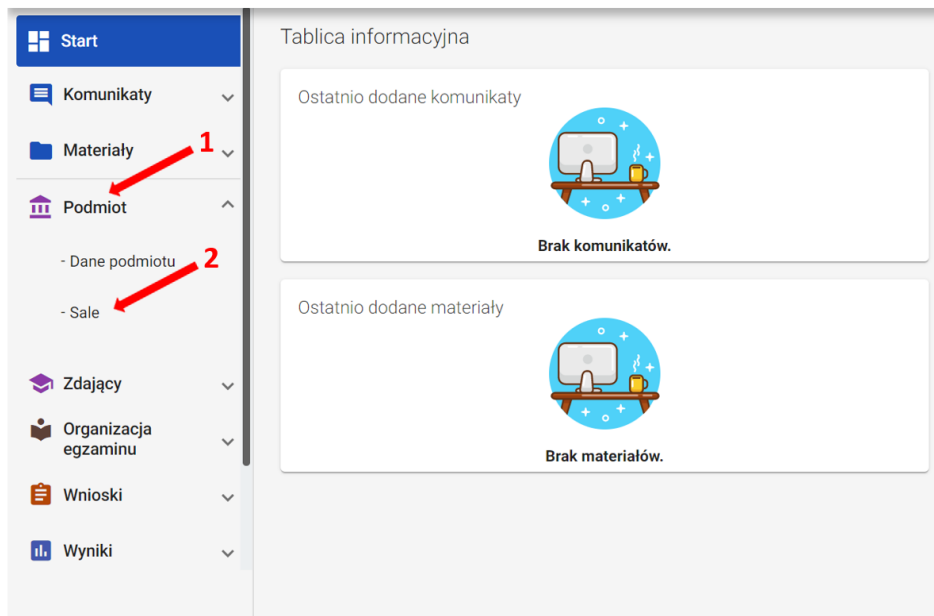 Start
Komunikaty
Materiały
1
Podmiot
- Dane podmiotu
2
- Sale
Zdający
Organizacja
egzaminu
Wnioski
Wyniki
Tablica informacyjna
Ostatnio dodane komunikaty
Brak komunikatów.
Ostatnio dodane materiały
Brak materiałów.